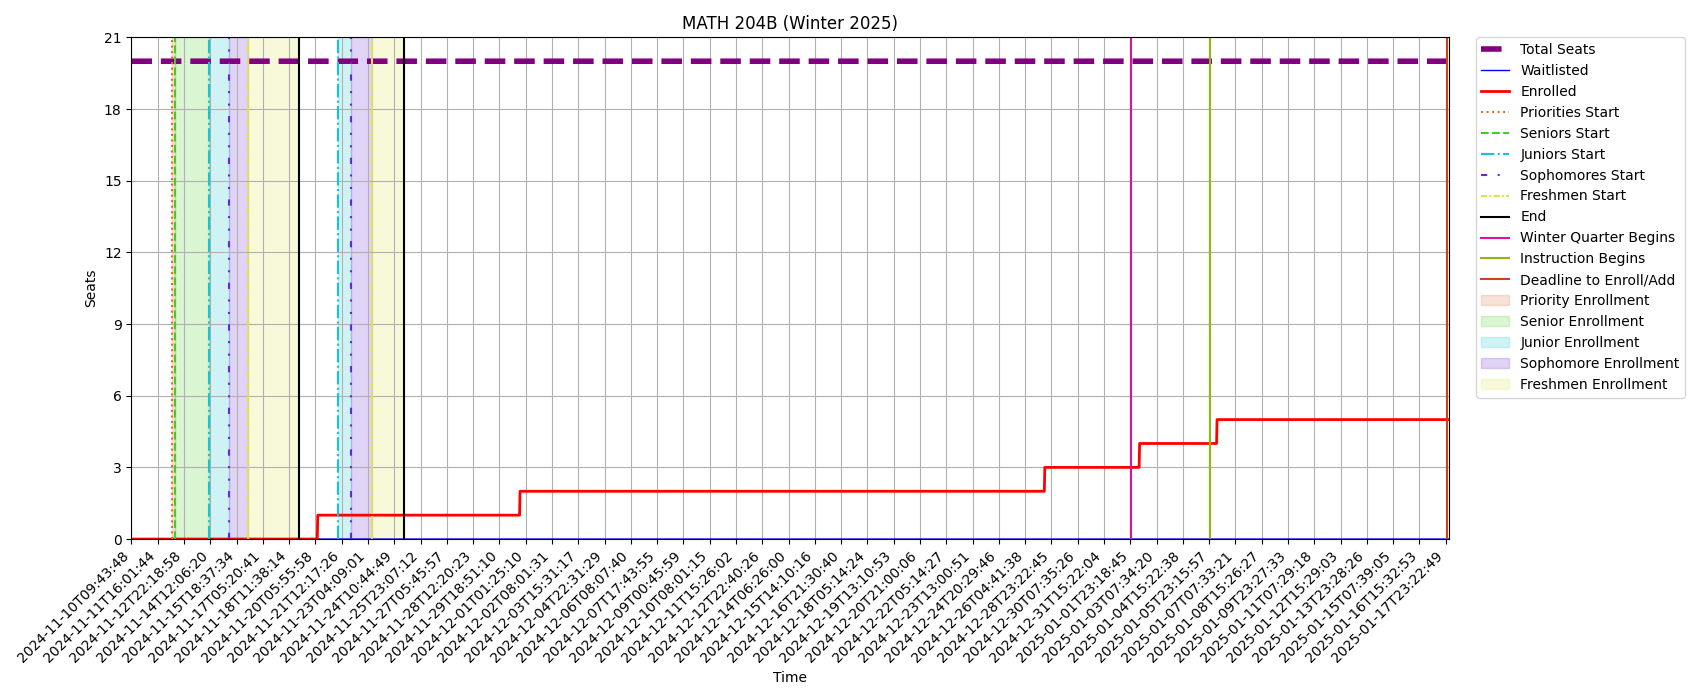 MATH 204B (Winter 2025)
21
18
15
12
9
6
3
0
Seats
2024-11-10T09:43:48
2024-11-11T16:01:44
2024-11-12T22:18:58
2024-11-14T12:06:20
2024-11-15T18:37:34
2024-11-17T05:20:41
2024-11-18T11:38:14
2024-11-20T05:55:58
2024-11-21T12:17:26
2024-11-23T04:09:01
2024-11-24T10:44:49
2024-11-25T23:07:12
2024-11-27T05:45:57
2024-11-28T12:20:23
2024-11-29T18:51:10
2024-12-01T01:25:10
2024-12-02T08:01:31
2024-12-03T15:31:17
2024-12-04T22:31:29
2024-12-06T08:07:40
2024-12-07T17:43:55
2024-12-09T00:45:59
2024-12-10T08:01:15
2024-12-11T15:26:02
2024-12-12T22:40:26
2024-12-14T06:26:00
2024-12-15T14:10:16
2024-12-16T21:30:40
2024-12-18T05:14:24
2024-12-19T13:10:53
2024-12-20T21:00:06
2024-12-22T05:14:27
2024-12-23T13:00:51
2024-12-24T20:29:46
2024-12-26T04:41:38
2024-12-28T23:22:45
2024-12-30T07:35:26
2024-12-31T15:22:04
2025-01-01T23:18:45
2025-01-03T07:34:20
2025-01-04T15:22:38
2025-01-05T23:15:57
2025-01-07T07:33:21
2025-01-08T15:26:27
2025-01-09T23:27:33
2025-01-11T07:29:18
2025-01-12T15:29:03
2025-01-13T23:28:26
2025-01-15T07:39:05
2025-01-16T15:32:53
2025-01-17T23:22:49
Time
Total Seats
Waitlisted
Enrolled
Priorities Start
Seniors Start
Juniors Start
Sophomores Start
Freshmen Start
End
Winter Quarter Begins
Instruction Begins
Deadline to Enroll/Add
Priority Enrollment
Senior Enrollment
Junior Enrollment
Sophomore Enrollment
Freshmen Enrollment